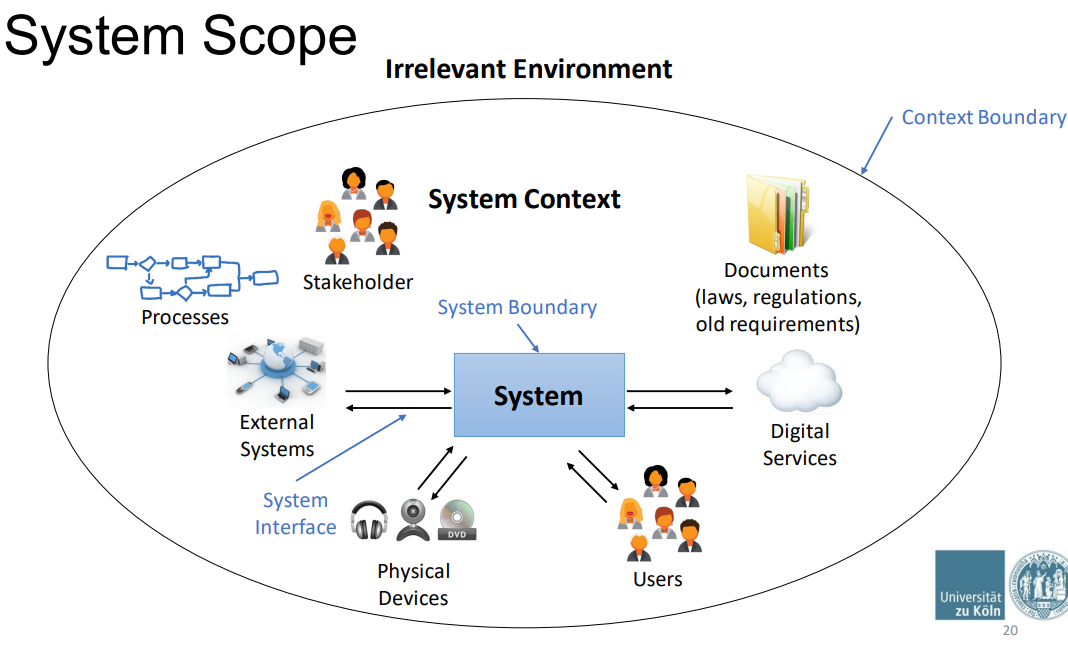 System Scope
Irrelevant Environment
Context Boundary
System Context
Stakeholder
Documents
(laws, regulations,
old requirements)
Processes
System Boundary
System
External
Systems
Digital
Services
System
Interface
DVD
Physical
Devices
Users
Universität
zu Köln
20